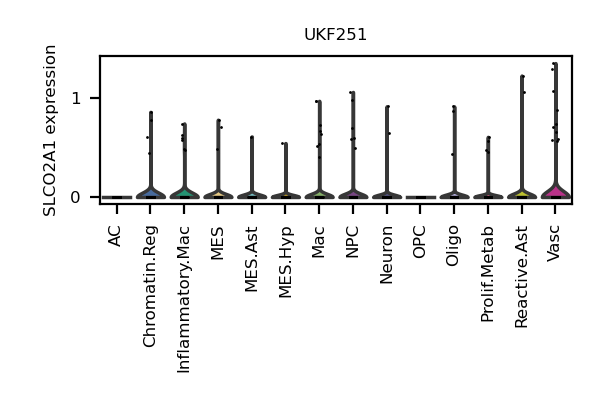 UKF251
SLCO2A1 expression
1
0
AC
Chromatin.Reg
Inflammatory.Mac
MES
MES.Ast
MES.Hyp
Mac
NPC
Neuron
OPC
Oligo
Prolif.Metab
Reactive.Ast
Vasc